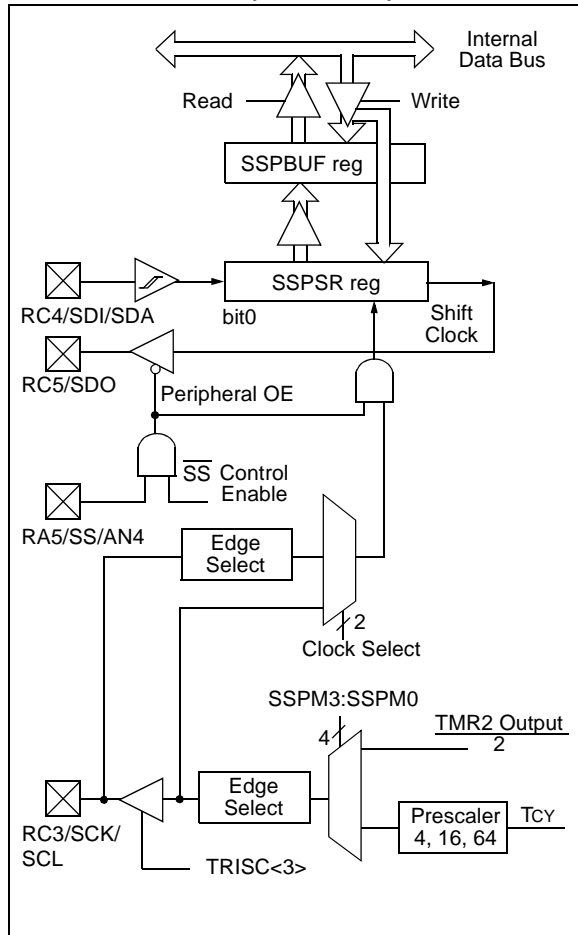 Internal
Data Bus
Read
Write
SSPBUF reg
SSPSR reg
RC4/SDI/SDA
bit0
Shift
Clock
RC5/SDO
Peripheral OE
SS Control
Enable
RA5/SS/AN4
Edge
Select
2
Clock Select
SSPM3:SSPM0
TMR2 Output
4
2
Edge
Select
Prescaler
4, 16, 64
TCY
RC3/SCK/
SCL
TRISC<3>